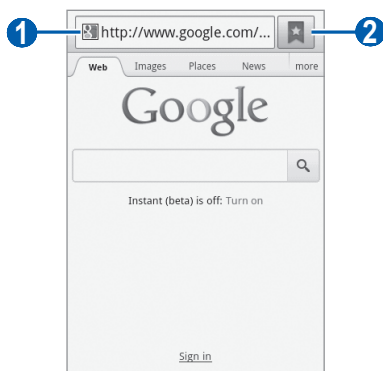 1
http://www.google.com/...
2
Web Images Places News more
Google
Instant (beta) is off: Turn on
Sign in